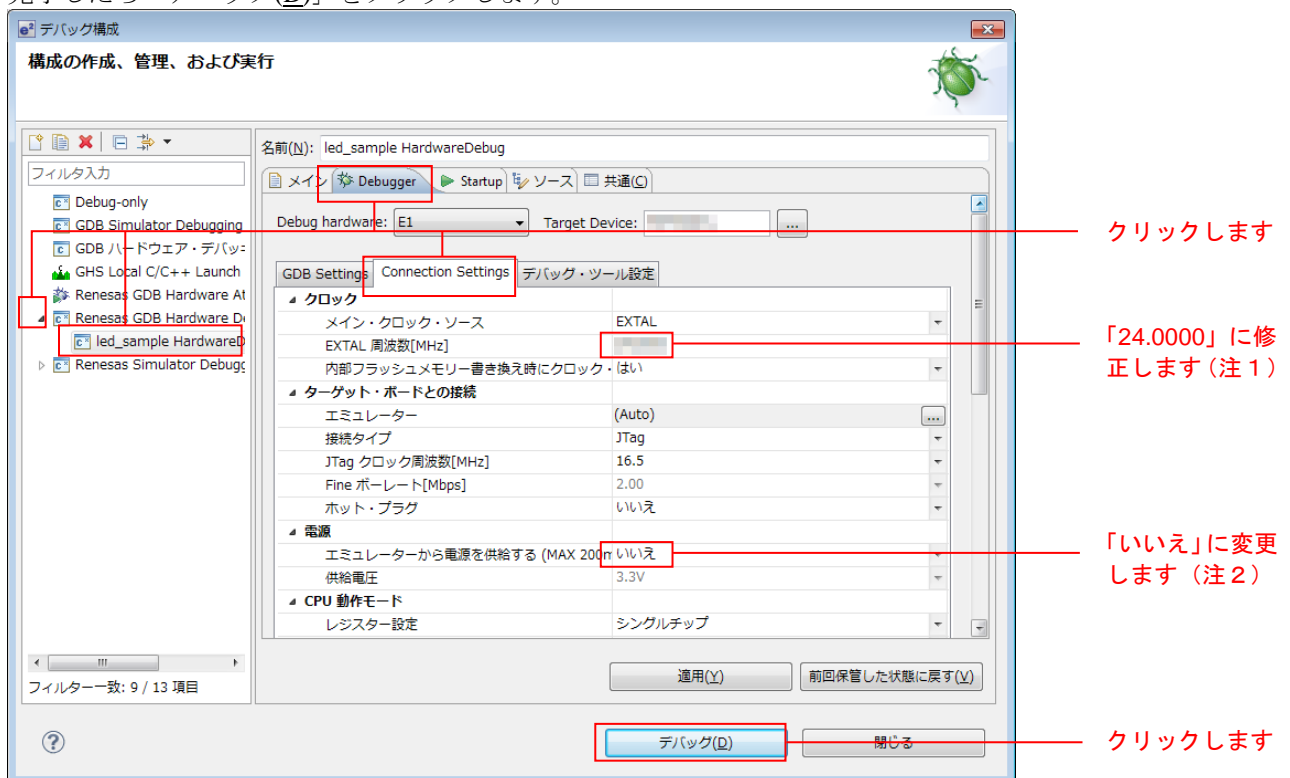 デバッグ構成
構成の作成、管理、および実行
名前(N): led_sample HardwareDebug
フィルタ入力
メイン Debugger Startup ソース 共通(C)
Debug-only
GDB Simulator Debugging
GDB ハードウェア・デバッ
GHS Local C/C++ Launch
Renesas GDB Hardware At
Renesas GDB Hardware De
led_sample HardwareD
Renesas Simulator Debugg
Debug hardware: E1 Target Device: ...
GDB Settings Connection Settings デバッグ・ツール設定
クロック
メイン・クロック・ソース EXTAL
EXTAL 周波数[MHz]
内部フラッシュメモリー書き換え時にクロック・ はい
ターゲット・ボードとの接続
エミュレーター (Auto) ...
接続タイプ JTag
JTag クロック周波数[MHz] 16.5
Fine ボーレート[Mbps] 2.00
ホット・プラグ いいえ
電源
エミュレーターから電源を供給する (MAX 200m いいえ
供給電圧 3.3V
CPU 動作モード
レジスター設定 シングルチップ
フィルター一致: 9 / 13 項目
適用(Y) 前回保管した状態に戻す(V)
デバッグ(D) 閉じる
クリックします
「24.0000」に修
正します(注1)
「いいえ」に変更
します(注2)
クリックします